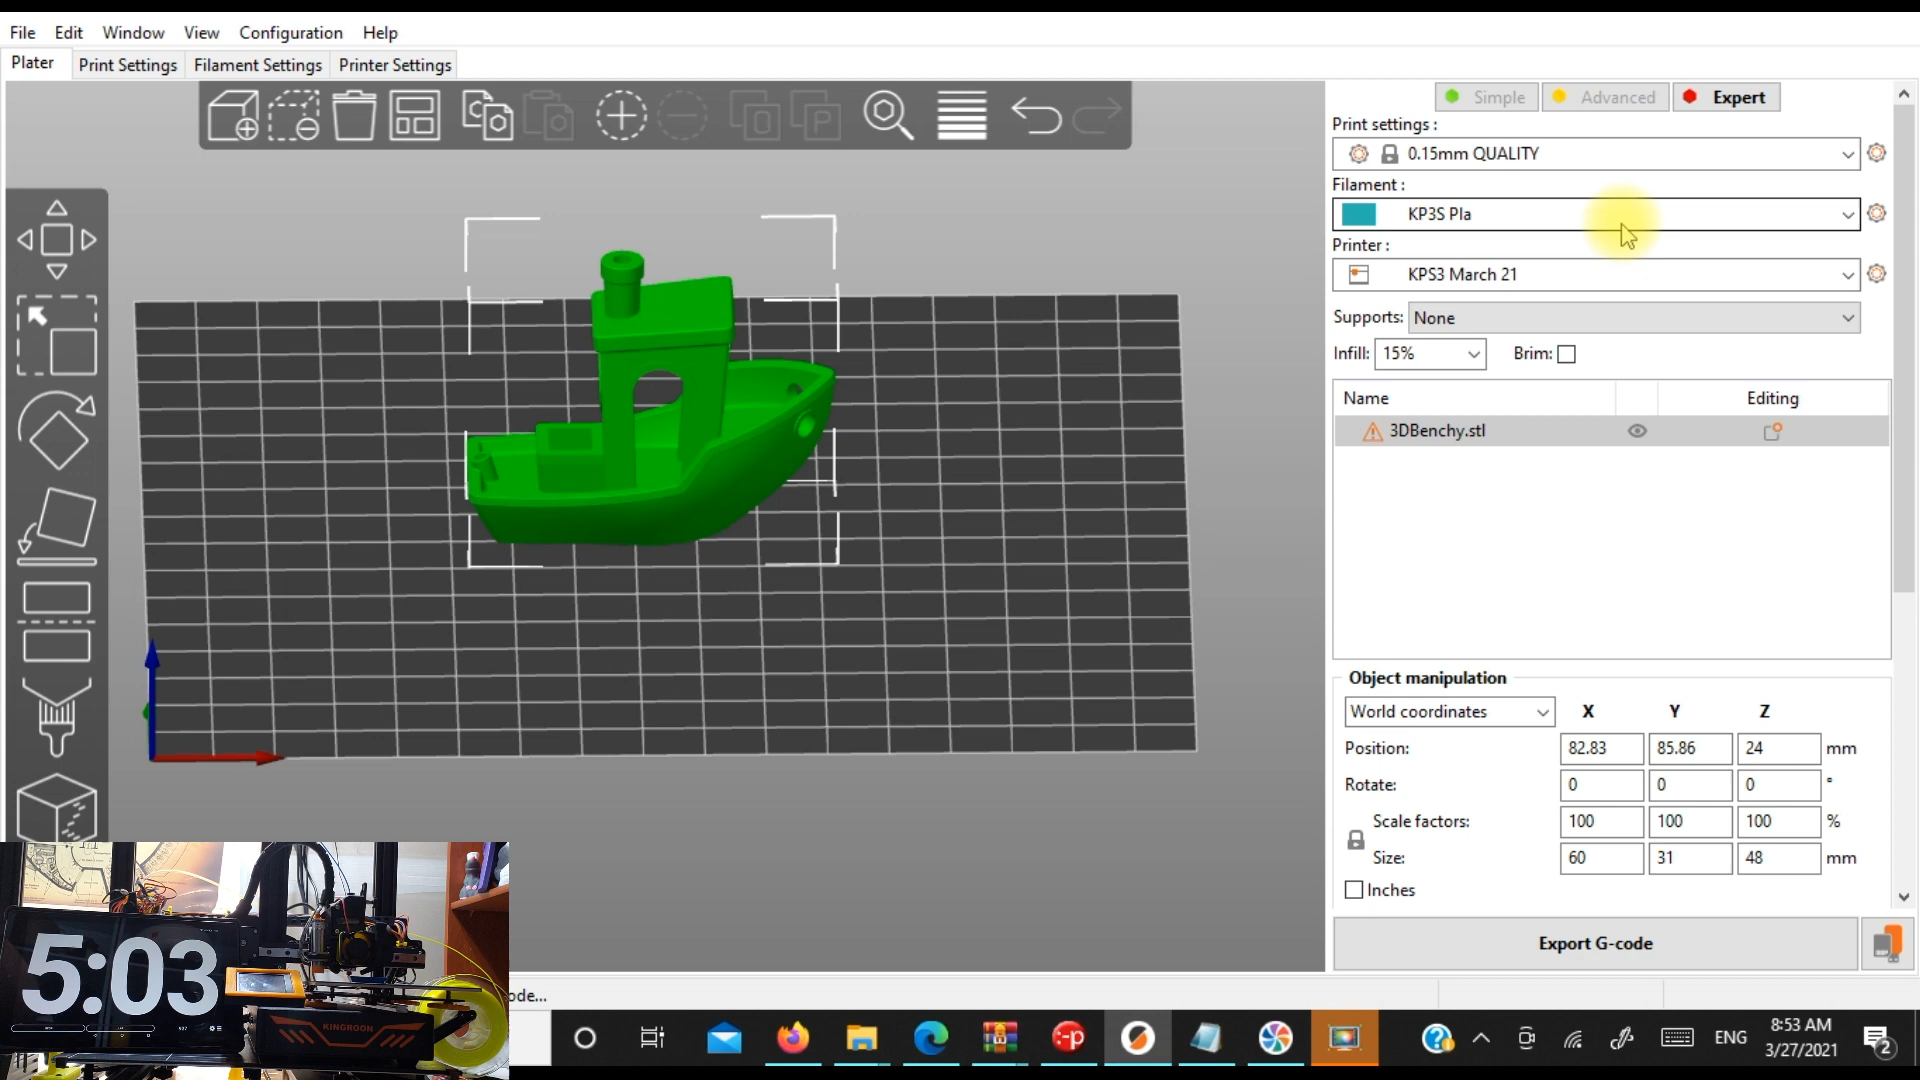 File Edit Window View Configuration Help
Plater Print Settings Filament Settings Printer Settings
Simple Advanced Expert
Print settings :
0.15mm QUALITY
Filament :
KP3S Pla
Printer :
KPS3 March 21
Supports: None
Infill: 15% Brim:
Name Editing
3DBenchy.stl
Object manipulation
World coordinates X Y Z
Position: 82.83 85.86 24 mm
Rotate: 0 0 0 °
Scale factors: 100 100 100 %
Size: 60 31 48 mm
Inches
Export G-code
ode...
5:03
KINGROON
ENG
8:53 AM
3/27/2021
2